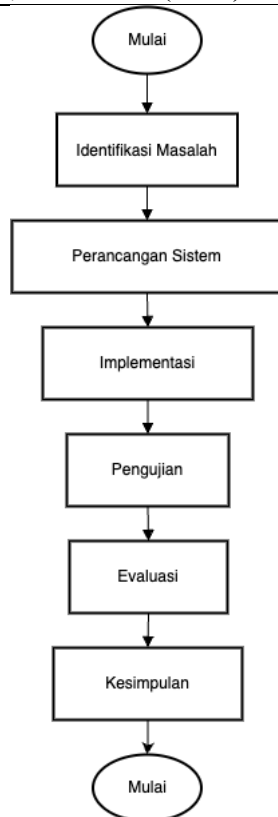 Mulai
Identifikasi Masalah
Perancangan Sistem
Implementasi
Pengujian
Evaluasi
Kesimpulan
Mulai